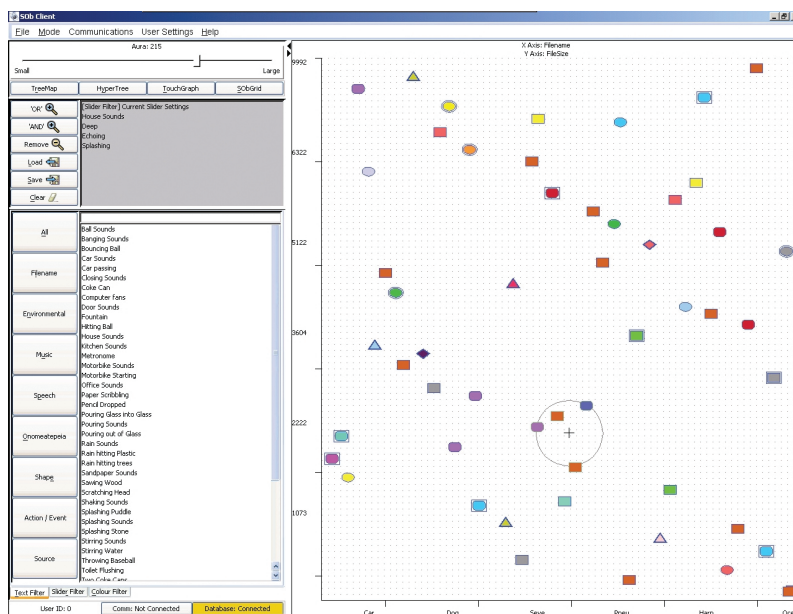 SOb Client
File Mode Communications User Settings Help
Aura: 215
Small Large
TreeMap HyperTree TouchGraph SObGrid
'OR'
'AND'
Remove
Load
Save
Clear
[Slider Filter] Current Slider Settings
House Sounds
Deep
Echoing
Splashing
All
Filename
Environmental
Music
Speech
Onomeatepeia
Shape
Action / Event
Source
Ball Sounds
Banging Sounds
Bouncing Ball
Car Sounds
Car passing
Closing Sounds
Coke Can
Computer fans
Door Sounds
Fountain
Hitting Ball
House Sounds
Kitchen Sounds
Metronome
Motorbike Sounds
Motorbike Starting
Office Sounds
Paper Scribbling
Pencil Dropped
Pouring Glass into Glass
Pouring Sounds
Pouring out of Glass
Rain Sounds
Rain hitting Plastic
Rain hitting trees
Sandpaper Sounds
Sawing Wood
Scratching Head
Shaking Sounds
Splashing Puddle
Splashing Sounds
Splashing Stone
Stirring Sounds
Stirring Water
Throwing Baseball
Toilet Flushing
Two Coke Cans
Text Filter Slider Filter Colour Filter
User ID: 0 Comm: Not Connected Database: Connected
X Axis: Filename
Y Axis: FileSize
9992
6322
5122
3604
2222
1073
Car Dog Seve Pneu Harp